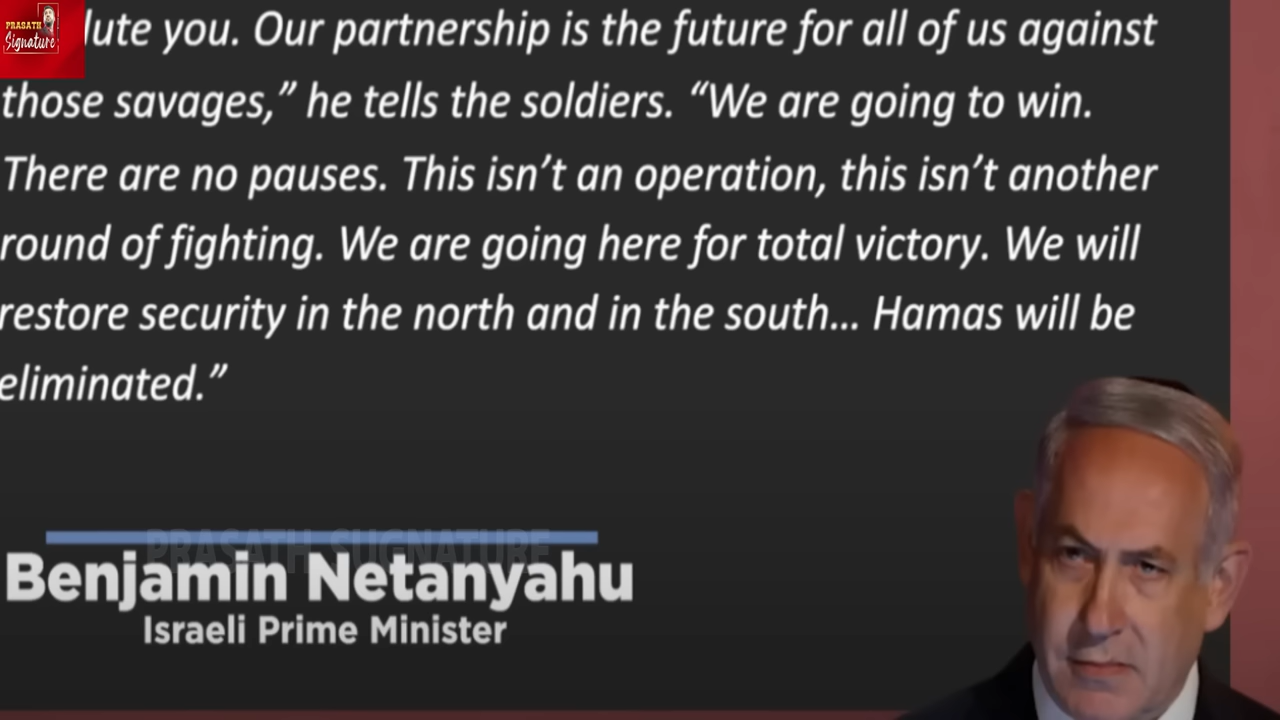 PRASATH
Signature
lute you. Our partnership is the future for all of us against
those savages,” he tells the soldiers. “We are going to win.
There are no pauses. This isn’t an operation, this isn’t another
round of fighting. We are going here for total victory. We will
restore security in the north and in the south... Hamas will be
eliminated.”
PRASATH SIIGNATURE
Benjamin Netanyahu
Israeli Prime Minister